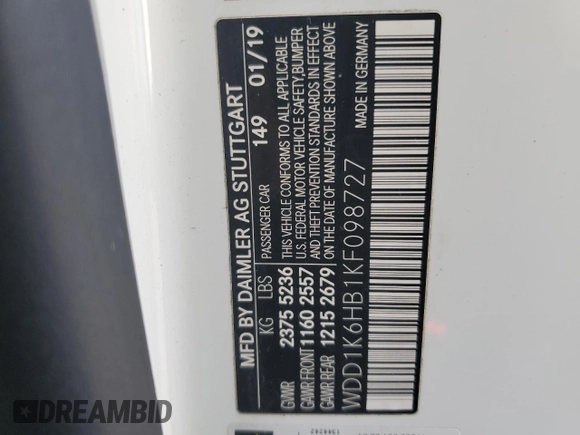 MFD BY DAIMLER AG STUTTGART
KG LBS PASSENGER CAR 149 01/19
GVWR 2375 5236 THIS VEHICLE CONFORMS TO ALL APPLICABLE
U.S. FEDERAL MOTOR VEHICLE SAFETY,BUMPER
GAWR FRONT 1160 2557 AND THEFT PREVENTION STANDARDS IN EFFECT
GAWR REAR 1215 2679 ON THE DATE OF MANUFACTURE SHOWN ABOVE
WDD1K6HB1KF098727 MADE IN GERMANY
DREAMBID